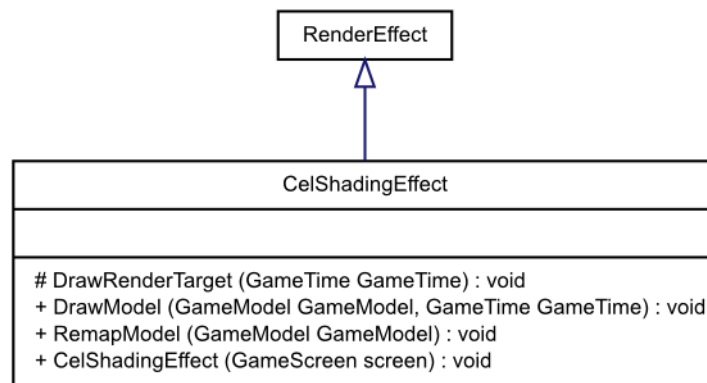 RenderEffect
CelShadingEffect
# DrawRenderTarget (GameTime GameTime) : void
+ DrawModel (GameModel GameModel, GameTime GameTime) : void
+ RemapModel (GameModel GameModel) : void
+ CelShadingEffect (GameScreen screen) : void